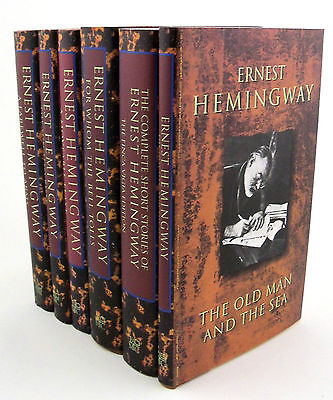 ERNEST HEMINGWAY
ERNEST HEMINGWAY
ERNEST HEMINGWAY
ERNEST HEMINGWAY
FOR WHOM THE BELL TOLLS
THE COMPLETE SHORT STORIES OF
ERNEST HEMINGWAY
ERNEST HEMINGWAY
ERNEST
HEMINGWAY
THE OLD MAN
AND THE SEA